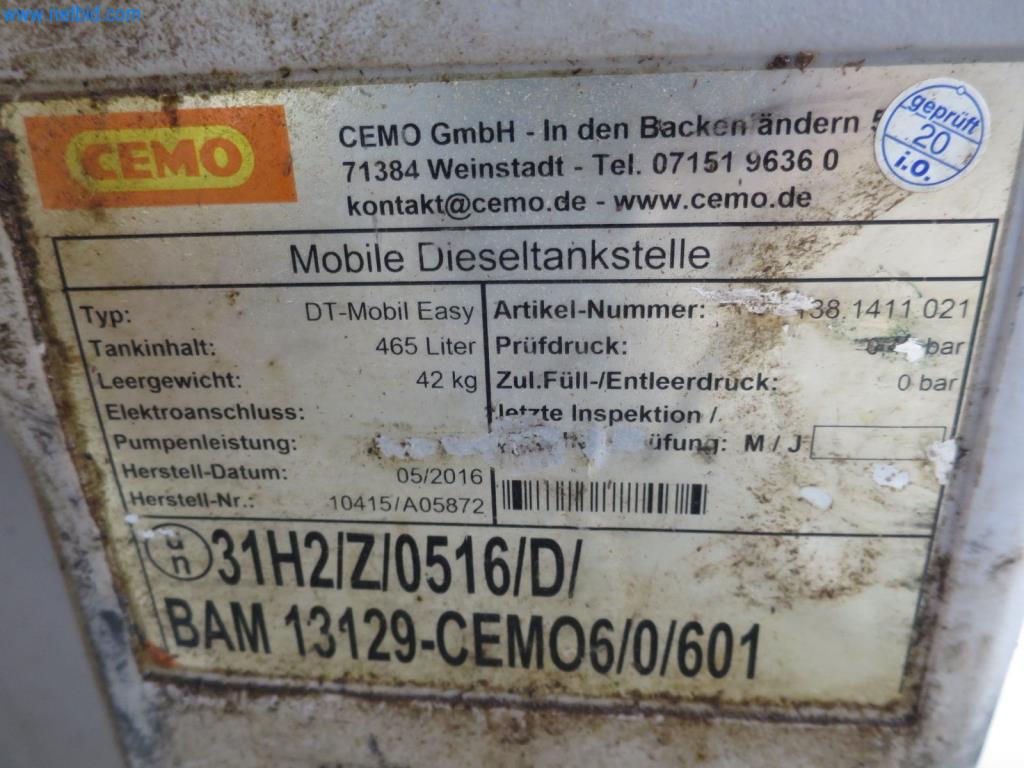 www.netbid.com
CEMO
CEMO GmbH - In den Backenländern 5
71384 Weinstadt - Tel. 07151 9636 0
kontakt@cemo.de - www.cemo.de
geprüft
20
i.O.
Mobile Dieseltankstelle
Typ: DT-Mobil Easy
Tankinhalt: 465 Liter
Leergewicht: 42 kg
Elektroanschluss:
Pumpenleistung:
Herstell-Datum: 05/2016
Herstell-Nr.: 10415/A05872
Artikel-Nummer: 38.1411.021
Prüfdruck: bar
Zul.Füll-/Entleerdruck: 0 bar
letzte Inspektion /.
M / J
un 31H2/Z/0516/D/
BAM 13129-CEMO6/0/601